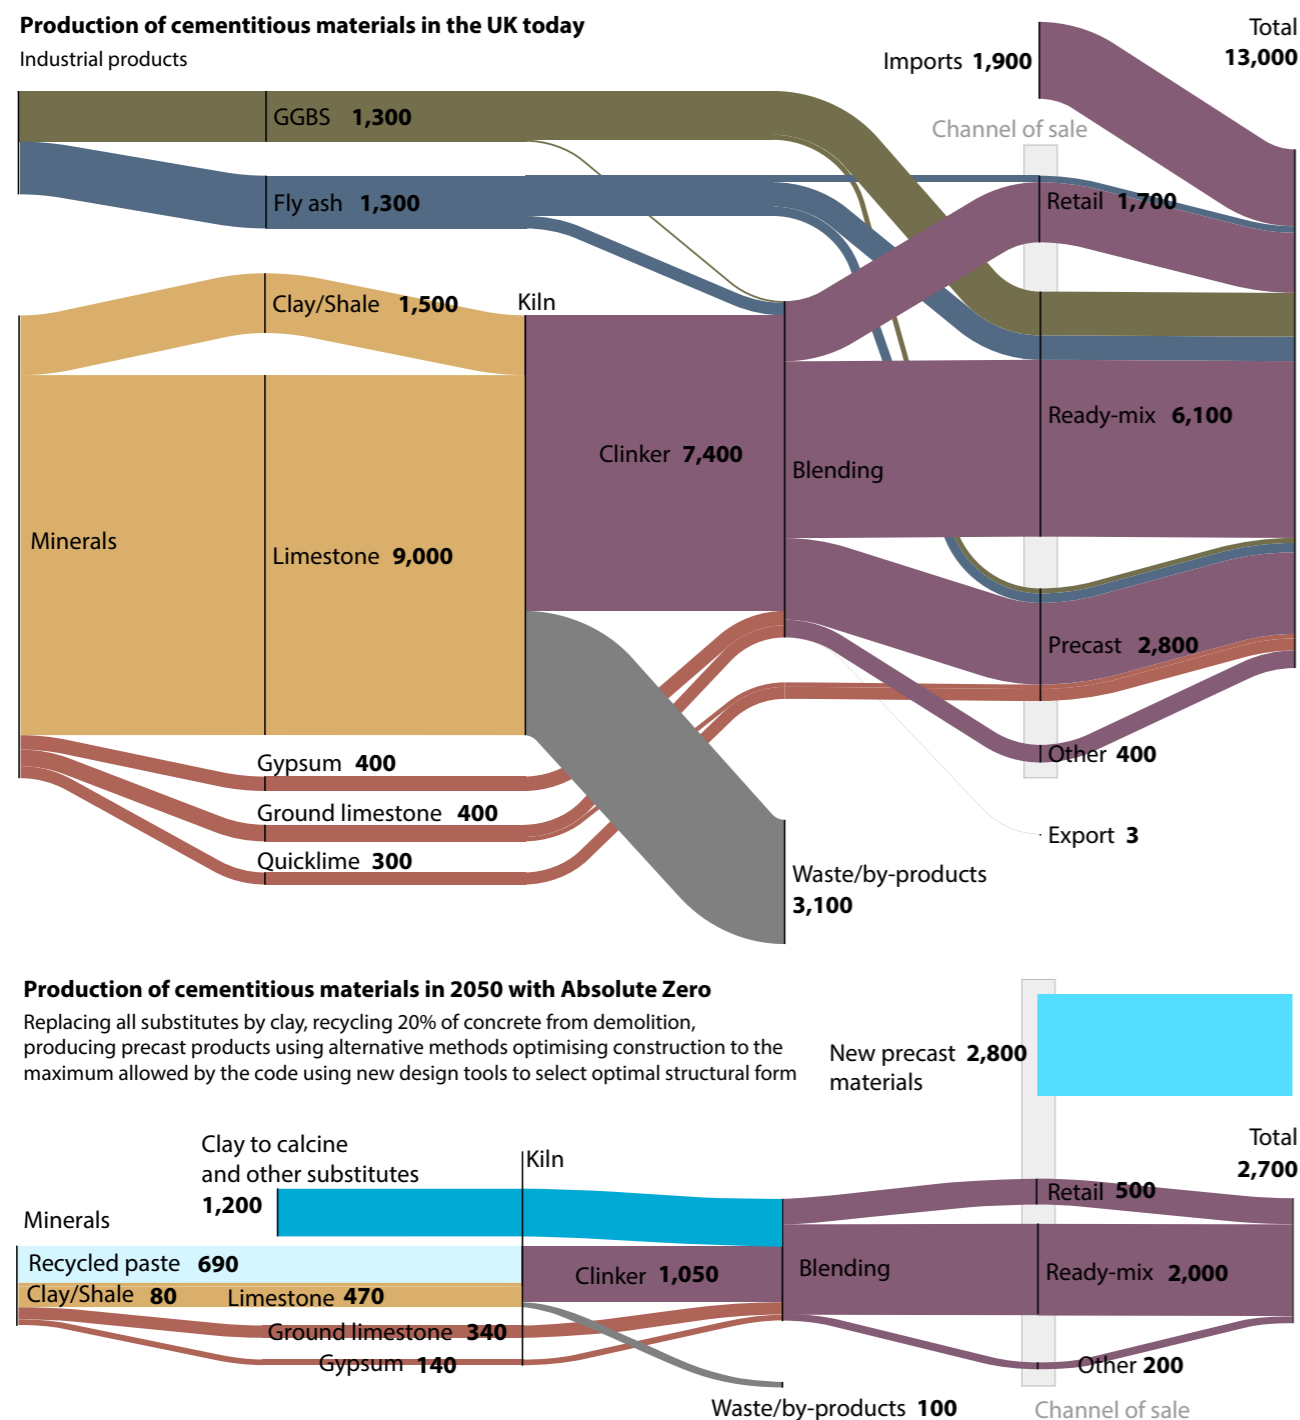 Production of cementitious materials in the UK today
Industrial products
Total
13,000
Imports 1,900
Channel of sale
GGBS 1,300
Fly ash 1,300
Retail 1,700
Clay/Shale 1,500
Kiln
Clinker 7,400
Blending
Ready-mix 6,100
Minerals
Limestone 9,000
Precast 2,800
Gypsum 400
Other 400
Ground limestone 400
Export 3
Quicklime 300
Waste/by-products
3,100
Production of cementitious materials in 2050 with Absolute Zero
Replacing all substitutes by clay, recycling 20% of concrete from demolition,
producing precast products using alternative methods optimising construction to the
maximum allowed by the code using new design tools to select optimal structural form
New precast 2,800
materials
Clay to calcine
and other substitutes
1,200
Kiln
Total
2,700
Minerals
Retail 500
Recycled paste 690
Clinker 1,050
Blending
Ready-mix 2,000
Clay/Shale 80
Limestone 470
Ground limestone 340
Gypsum 140
Other 200
Waste/by-products 100
Channel of sale